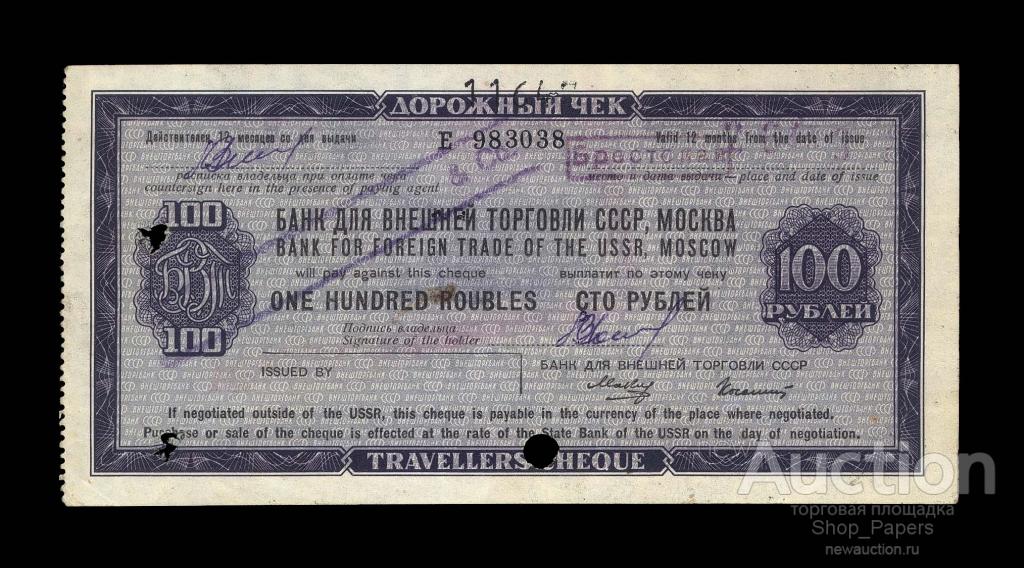 ДОРОЖНЫЙ ЧЕК
Действителен 12 месяцев со дня выдачи
Е 983038
Valid 12 months from the date of issue
подпись владельца при оплате чека
место и дата выдачи place and date of issue
countersign here in the presence of paying agent
100
БАНК ДЛЯ ВНЕШНЕЙ ТОРГОВЛИ СССР, МОСКВА
BANK FOR FOREIGN TRADE OF THE USSR, MOSCOW
will pay against this cheque выплатит по этому чеку
БВТ
100
РУБЛЕЙ
ONE HUNDRED ROUBLES СТО РУБЛЕЙ
100
Подпись владельца
Signature of the holder
ISSUED BY
БАНК ДЛЯ ВНЕШНЕЙ ТОРГОВЛИ СССР
If negotiated outside of the USSR, this cheque is payable in the currency of the place where negotiated.
Purchase or sale of the cheque is effected at the rate of the State Bank of the USSR on the day of negotiation.
TRAVELLERS CHEQUE
Auction
торговая площадка
Shop_Papers
newauction.ru